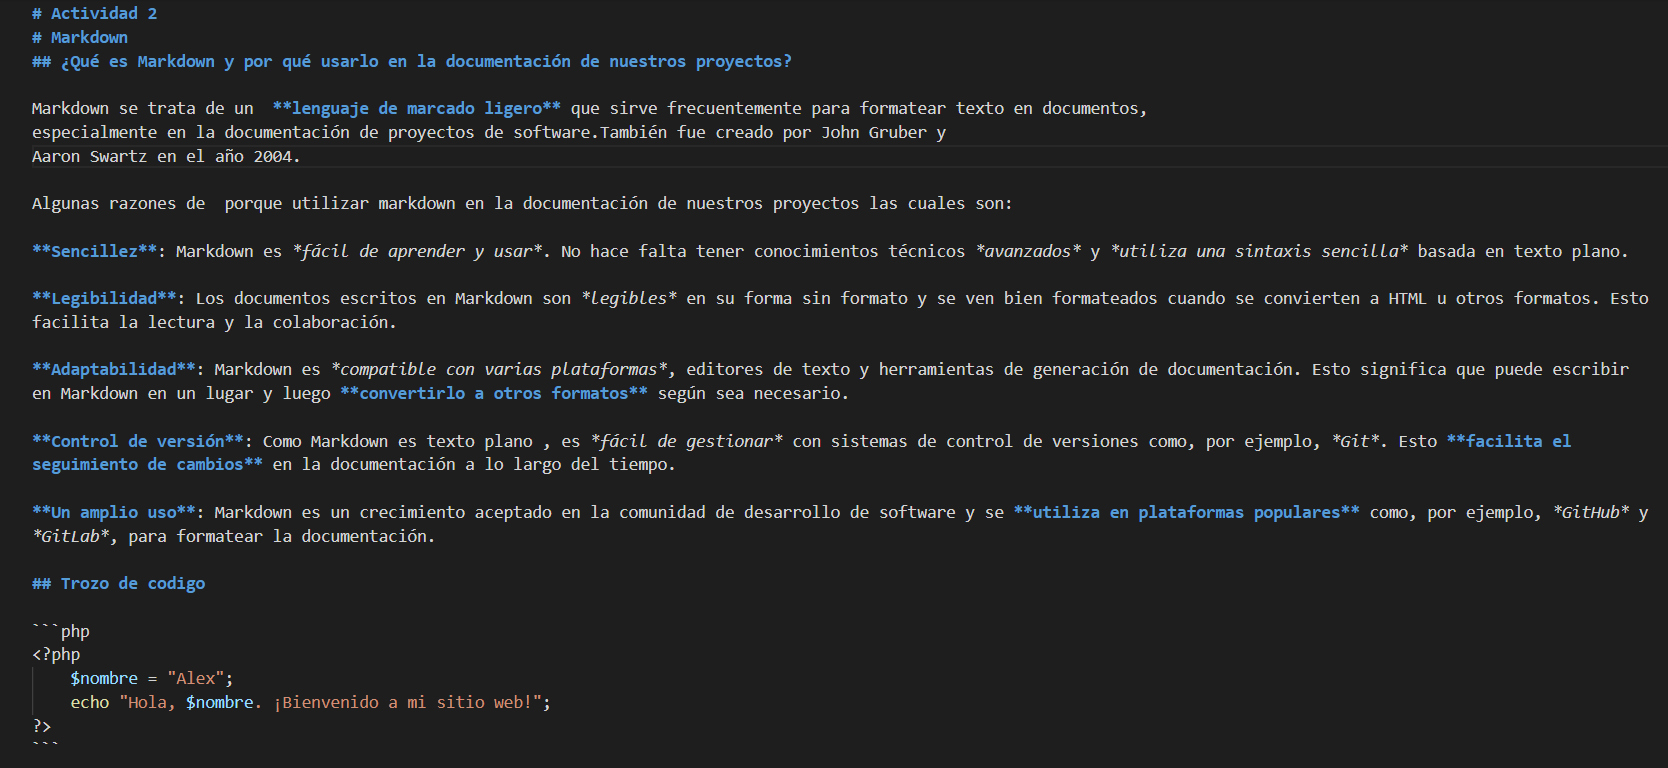 # Actividad 2
# Markdown
## ¿Qué es Markdown y por qué usarlo en la documentación de nuestros proyectos?
Markdown se trata de un  **lenguaje de marcado ligero** que sirve frecuentemente para formatear texto en documentos,
especialmente en la documentación de proyectos de software.También fue creado por John Gruber y
Aaron Swartz en el año 2004.
Algunas razones de  porque utilizar markdown en la documentación de nuestros proyectos las cuales son:
**Sencillez**: Markdown es *fácil de aprender y usar*. No hace falta tener conocimientos técnicos *avanzados* y *utiliza una sintaxis sencilla* basada en texto plano.
**Legibilidad**: Los documentos escritos en Markdown son *legibles* en su forma sin formato y se ven bien formateados cuando se convierten a HTML u otros formatos. Esto
facilita la lectura y la colaboración.
**Adaptabilidad**: Markdown es *compatible con varias plataformas*, editores de texto y herramientas de generación de documentación. Esto significa que puede escribir
en Markdown en un lugar y luego **convertirlo a otros formatos** según sea necesario.
**Control de versión**: Como Markdown es texto plano , es *fácil de gestionar* con sistemas de control de versiones como, por ejemplo, *Git*. Esto **facilita el
seguimiento de cambios** en la documentación a lo largo del tiempo.
**Un amplio uso**: Markdown es un crecimiento aceptado en la comunidad de desarrollo de software y se **utiliza en plataformas populares** como, por ejemplo, *GitHub* y
*GitLab*, para formatear la documentación.
## Trozo de codigo
```php
<?php
    $nombre = "Alex";
    echo "Hola, $nombre. ¡Bienvenido a mi sitio web!";
?>
```